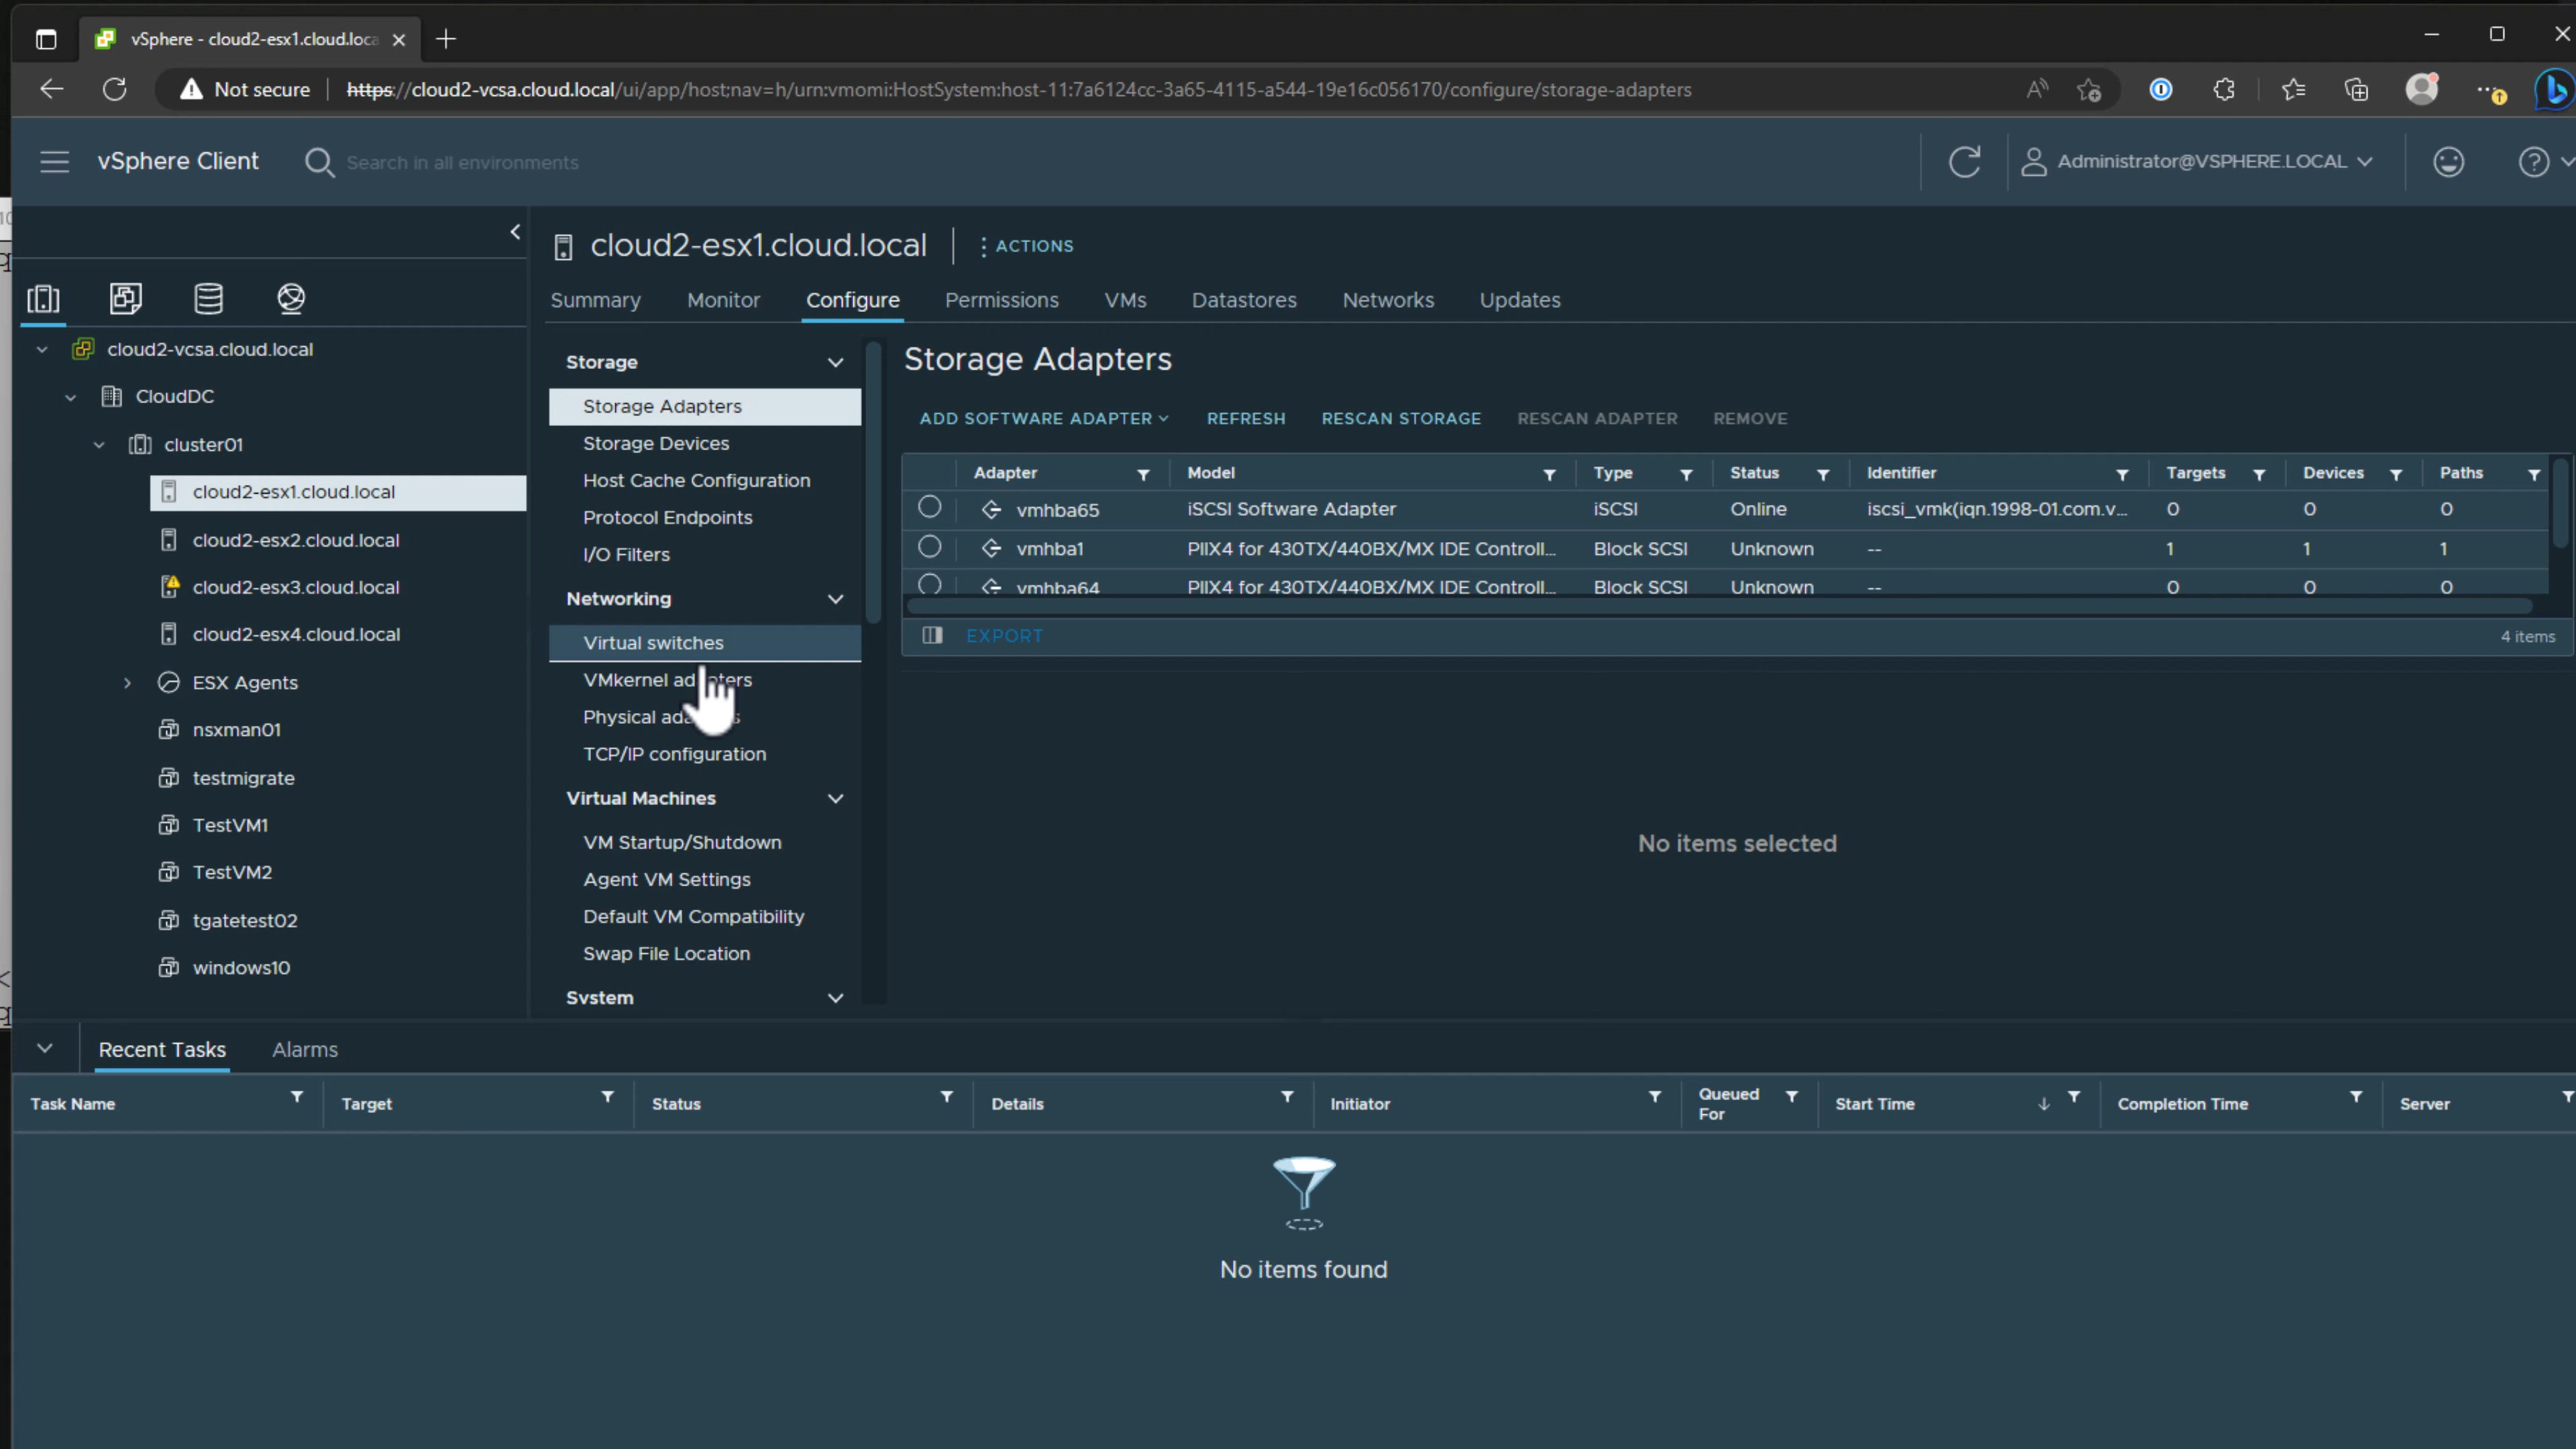 vSphere - cloud2-esx1.cloud.loca
Not secure
https://cloud2-vcsa.cloud.local/ui/app/host;nav=h/urn:vmomi:HostSystem:host-11:7a6124cc-3a65-4115-a544-19e16c056170/configure/storage-adapters
vSphere Client
Search in all environments
Administrator@VSPHERE.LOCAL
cloud2-esx1.cloud.local
ACTIONS
Summary Monitor Configure Permissions VMs Datastores Networks Updates
cloud2-vcsa.cloud.local
CloudDC
cluster01
cloud2-esx1.cloud.local
cloud2-esx2.cloud.local
cloud2-esx3.cloud.local
cloud2-esx4.cloud.local
ESX Agents
nsxman01
testmigrate
TestVM1
TestVM2
tgatetest02
windows10
Storage
Storage Adapters
Storage Devices
Host Cache Configuration
Protocol Endpoints
I/O Filters
Networking
Virtual switches
VMkernel adapters
Physical adapters
TCP/IP configuration
Virtual Machines
VM Startup/Shutdown
Agent VM Settings
Default VM Compatibility
Swap File Location
System
Storage Adapters
ADD SOFTWARE ADAPTER REFRESH RESCAN STORAGE RESCAN ADAPTER REMOVE
Adapter Model Type Status Identifier Targets Devices Paths
vmhba65 iSCSI Software Adapter iSCSI Online iscsi_vmk(iqn.1998-01.com.v... 0 0 0
vmhba1 PIIX4 for 430TX/440BX/MX IDE Controll... Block SCSI Unknown -- 1 1 1
vmhba64 PIIX4 for 430TX/440BX/MX IDE Controll... Block SCSI Unknown -- 0 0 0
EXPORT
4 items
No items selected
Recent Tasks Alarms
Task Name Target Status Details Initiator Queued For Start Time Completion Time Server
No items found